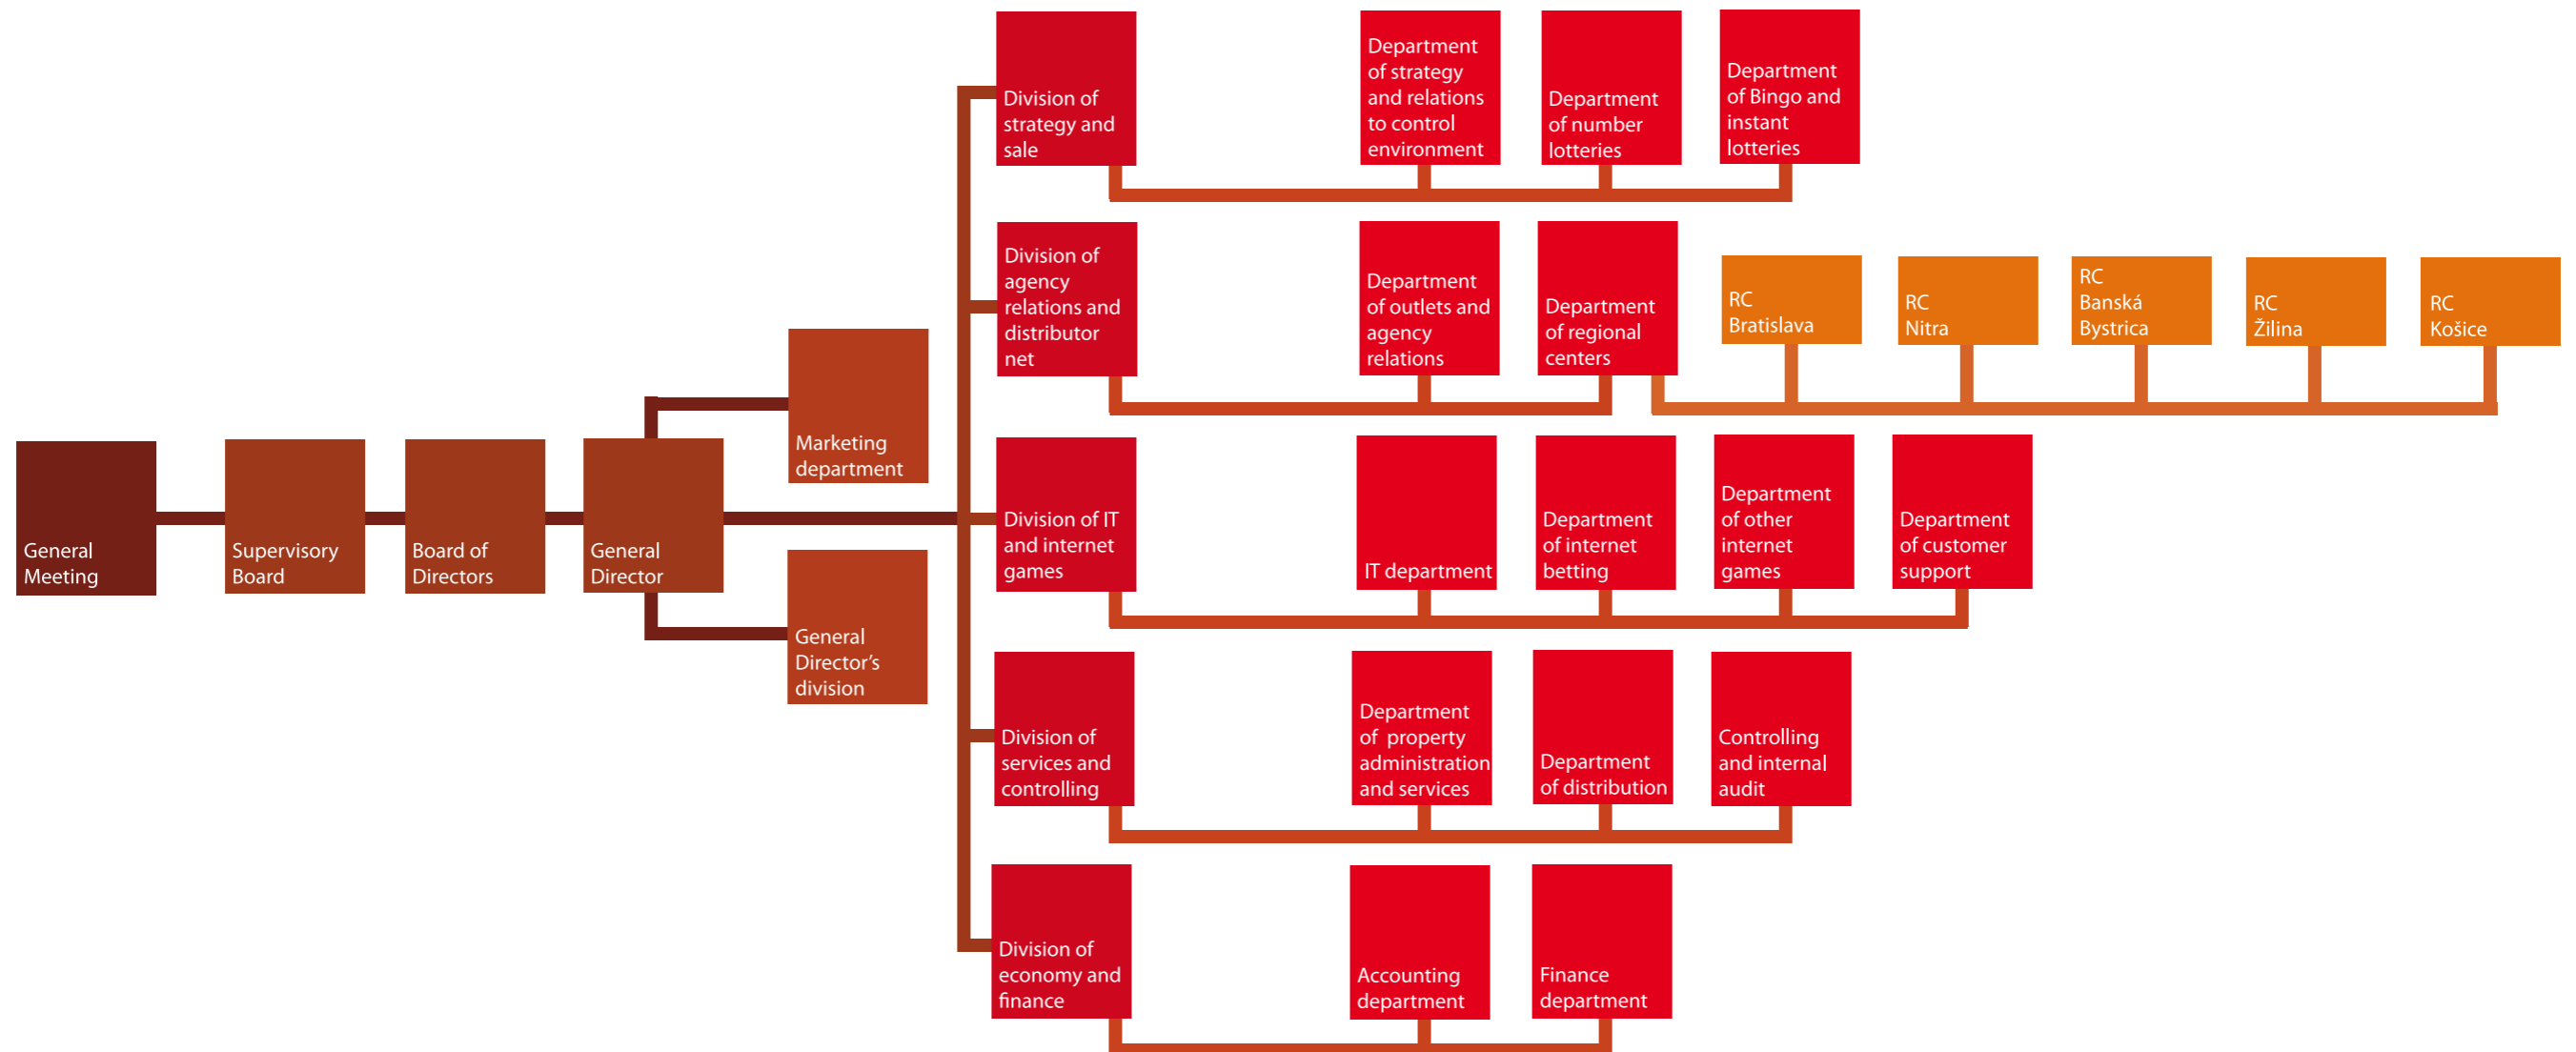 General
Meeting
Supervisory
Board
Board of
Directors
General
Director
Marketing
department
General
Director’s
division
Division of
strategy and
sale
Department
of strategy
and relations
to control
environment
Department
of number
lotteries
Department
of Bingo and
instant
lotteries
Division of
agency
relations and
distributor
net
Department
of outlets and
agency
relations
Department
of regional
centers
RC
Bratislava
RC
Nitra
RC
Banská
Bystrica
RC
Žilina
RC
Košice
Division of IT
and internet
games
IT department
Department
of internet
betting
Department
of other
internet
games
Department
of customer
support
Division of
services and
controlling
Department
of property
administration
and services
Department
of distribution
Controlling
and internal
audit
Division of
economy and
finance
Accounting
department
Finance
department